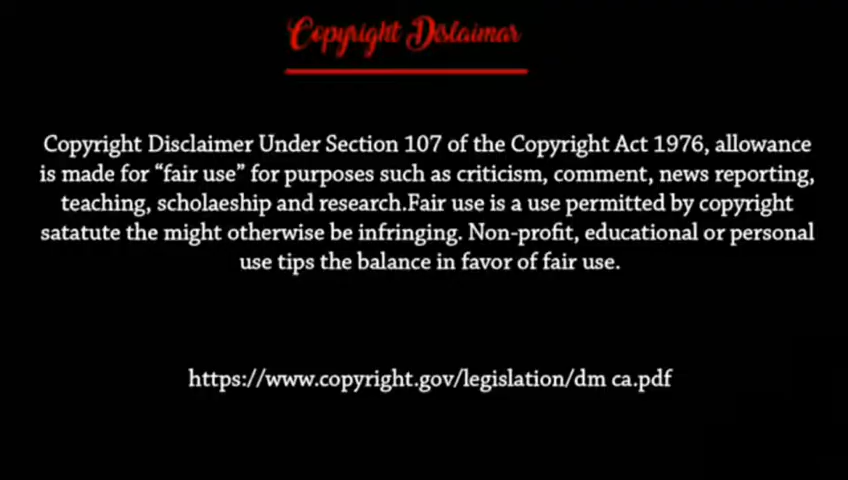 Copyright Dislaimar
Copyright Disclaimer Under Section 107 of the Copyright Act 1976, allowance
is made for “fair use” for purposes such as criticism, comment, news reporting,
teaching, scholaeship and research.Fair use is a use permitted by copyright
satatute the might otherwise be infringing. Non-profit, educational or personal
use tips the balance in favor of fair use.
https://www.copyright.gov/legislation/dm ca.pdf